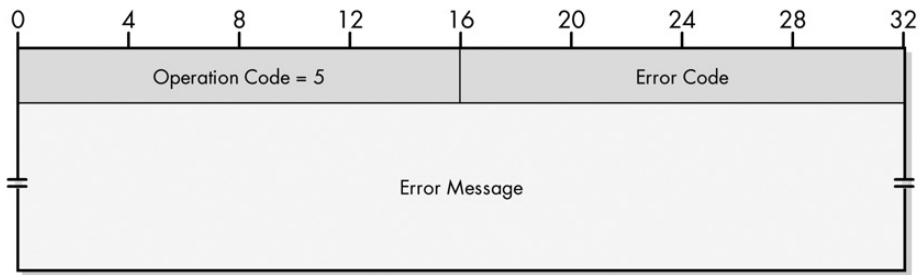 0 4 8 12 16 20 24 28 32
Operation Code = 5 Error Code
Error Message